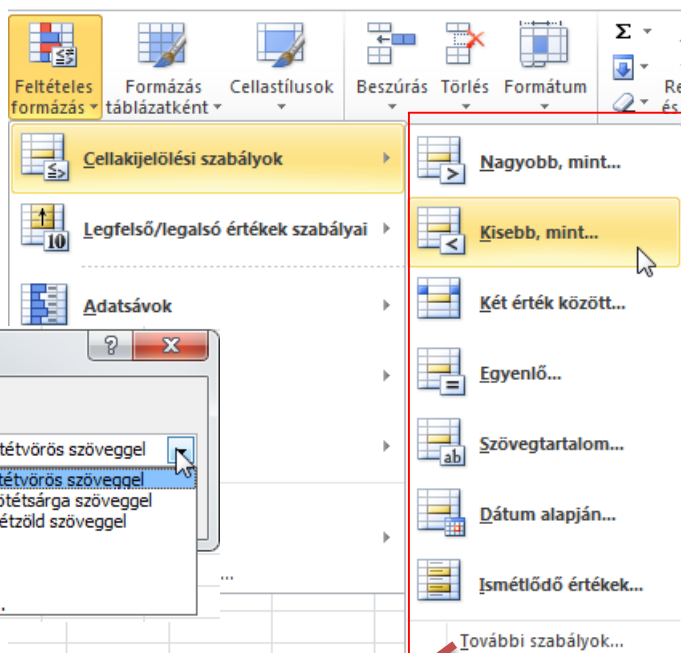 Feltételes formázás
Formázás táblázatként
Cellastílusok
Beszúrás
Törlés
Formátum
Σ
és
Cellakijelölési szabályok
Legfelső/legalsó értékek szabályai
10
Adatsávok
?
x
tétvörös szöveggel
tétvörös szöveggel
ötétsárga szöveggel
étzöld szöveggel
.
...
Nagyobb, mint...
Kisebb, mint...
Két érték között...
Egyenlő...
Szövegtartalom...
ab
Dátum alapján...
Ismétlődő értékek...
További szabályok...